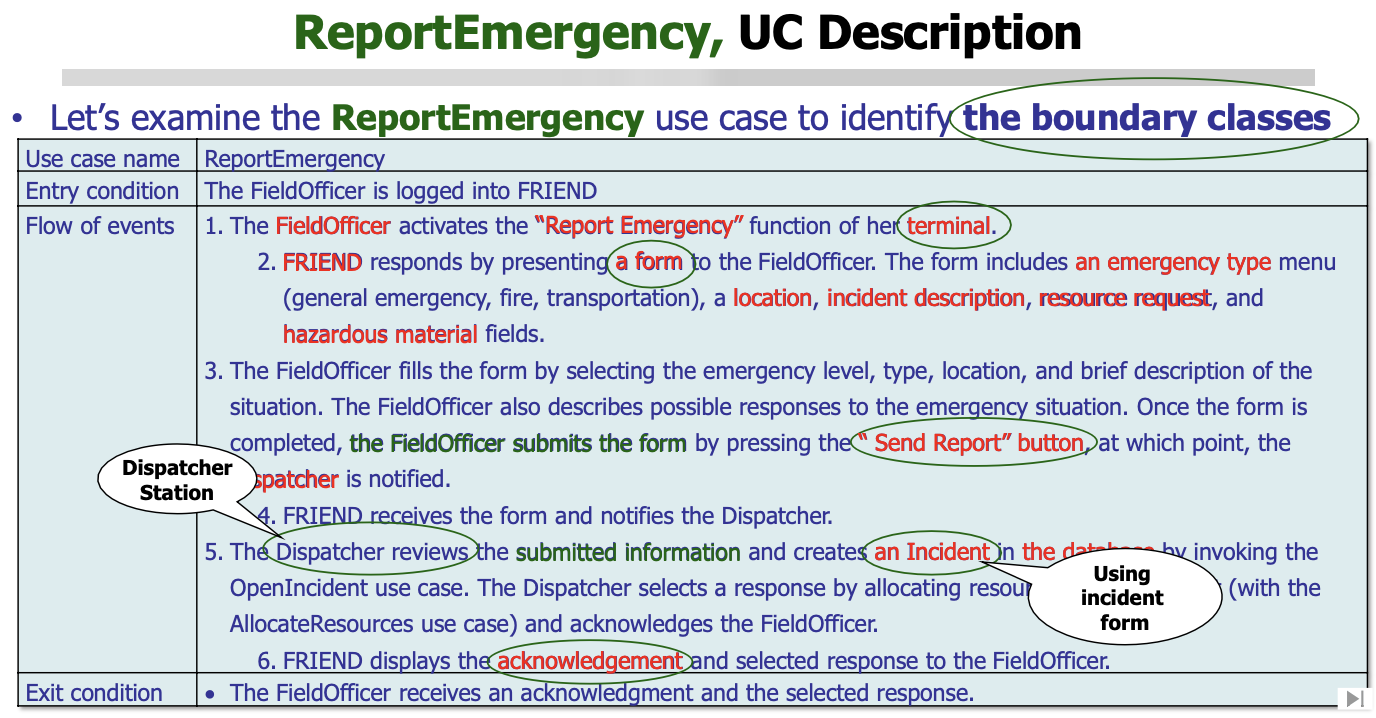 ReportEmergency, UC Description
• Let’s examine the ReportEmergency use case to identify the boundary classes
Use case name ReportEmergency
Entry condition The FieldOfficer is logged into FRIEND
Flow of events 1. The FieldOfficer activates the “Report Emergency” function of her terminal.
2. FRIEND responds by presenting a form to the FieldOfficer. The form includes an emergency type menu
(general emergency, fire, transportation), a location, incident description, resource request, and
hazardous material fields.
3. The FieldOfficer fills the form by selecting the emergency level, type, location, and brief description of the
situation. The FieldOfficer also describes possible responses to the emergency situation. Once the form is
completed, the FieldOfficer submits the form by pressing the “ Send Report” button, at which point, the
is notified.
Dispatcher
Station
4. FRIEND receives the form and notifies the Dispatcher.
5. The Dispatcher reviews the submitted information and creates an Incident in the by invoking the
OpenIncident use case. The Dispatcher selects a response by allocating (with the
AllocateResources use case) and acknowledges the FieldOfficer.
Using
incident
form
6. FRIEND displays the acknowledgement and selected response to the FieldOfficer.
Exit condition • The FieldOfficer receives an acknowledgment and the selected response.